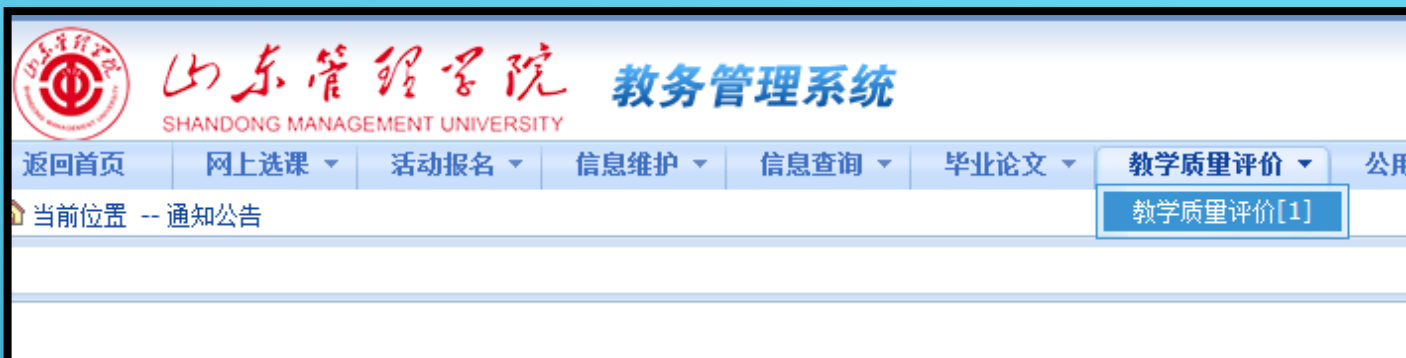 山东管理学院 教务管理系统
SHANDONG MANAGEMENT UNIVERSITY
返回首页 网上选课 活动报名 信息维护 信息查询 毕业论文 教学质量评价 公用
当前位置 -- 通知公告 教学质量评价[1]